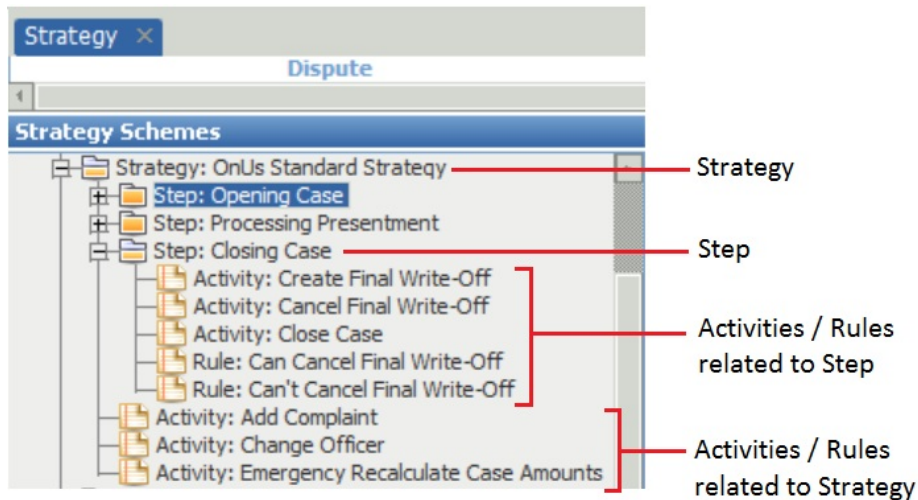 Strategy ×
Dispute
Strategy Schemes
Strategy: OnUs Standard Strategy
Strategy
Step: Opening Case
Step: Processing Presentment
Step: Closing Case
Step
Activity: Create Final Write-Off
Activity: Cancel Final Write-Off
Activity: Close Case
Rule: Can Cancel Final Write-Off
Rule: Can't Cancel Final Write-Off
Activities / Rules
related to Step
Activity: Add Complaint
Activity: Change Officer
Activity: Emergency Recalculate Case Amounts
Activities / Rules
related to Strategy